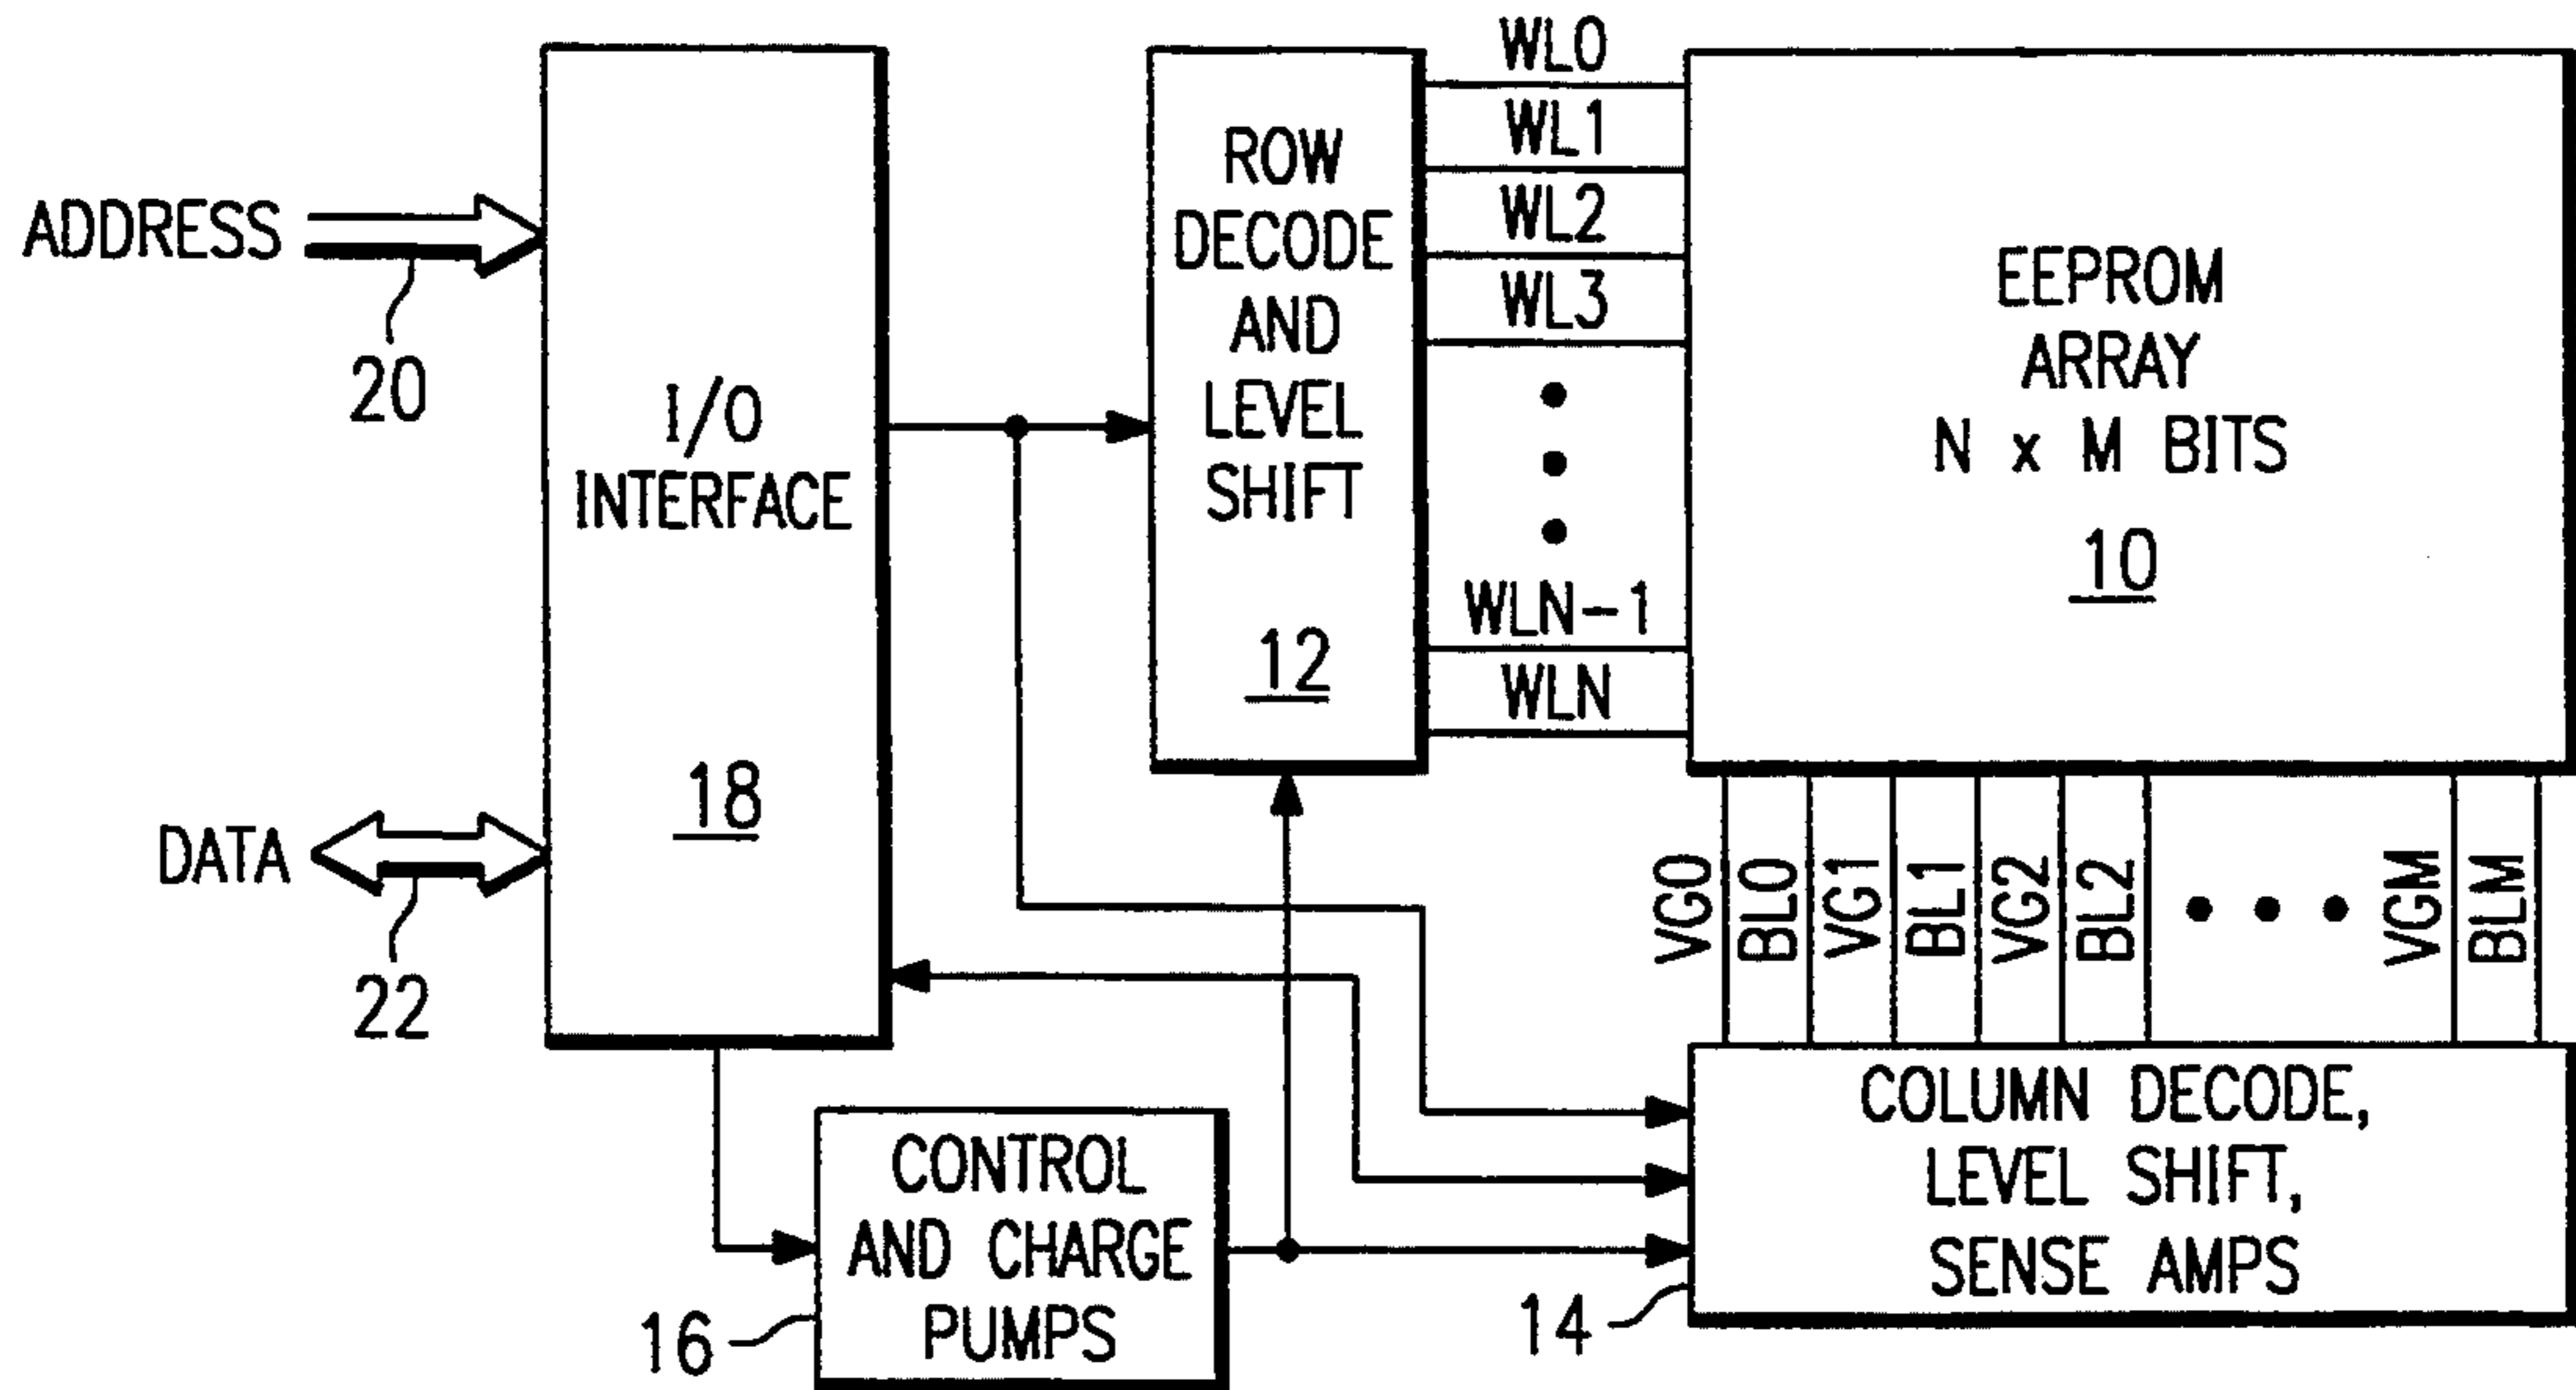 ADDRESS
20
DATA
22
I/O
INTERFACE
18
ROW
DECODE
AND
LEVEL
SHIFT
12
WL0
WL1
WL2
WL3
WLN-1
WLN
EEPROM
ARRAY
N x M BITS
10
VG0
BL0
VG1
BL1
VG2
BL2
VGM
BLM
CONTROL
AND CHARGE
PUMPS
16
COLUMN DECODE,
LEVEL SHIFT,
SENSE AMPS
14